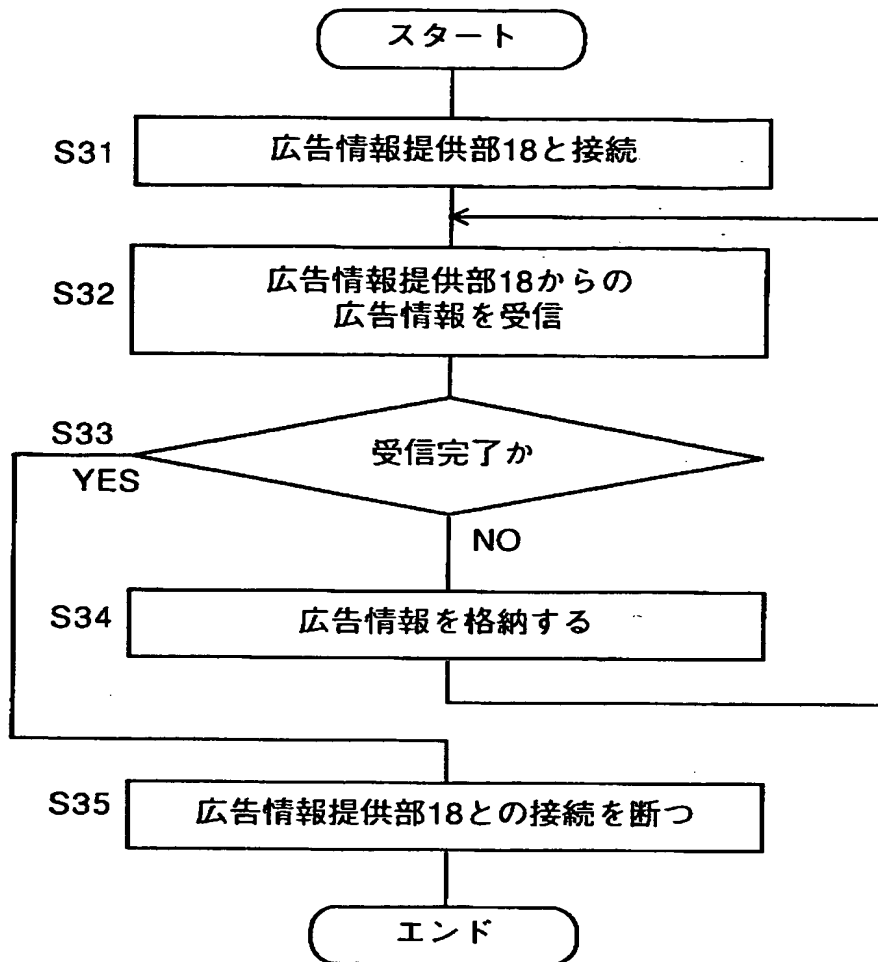 スタート
S31
広告情報提供部18と接続
S32
広告情報提供部18からの
広告情報を受信
S33
受信完了か
YES
NO
S34
広告情報を格納する
S35
広告情報提供部18との接続を断つ
エンド